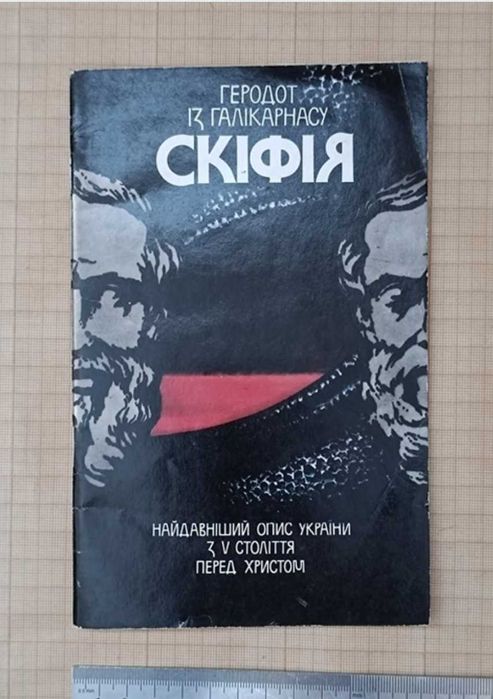 ГЕРОДОТ
ІЗ ГАЛІКАРНАСУ
СКІФІЯ
НАЙДАВНІШИЙ ОПИС УКРАЇНИ
З V СТОЛІТТЯ
ПЕРЕД ХРИСТОМ